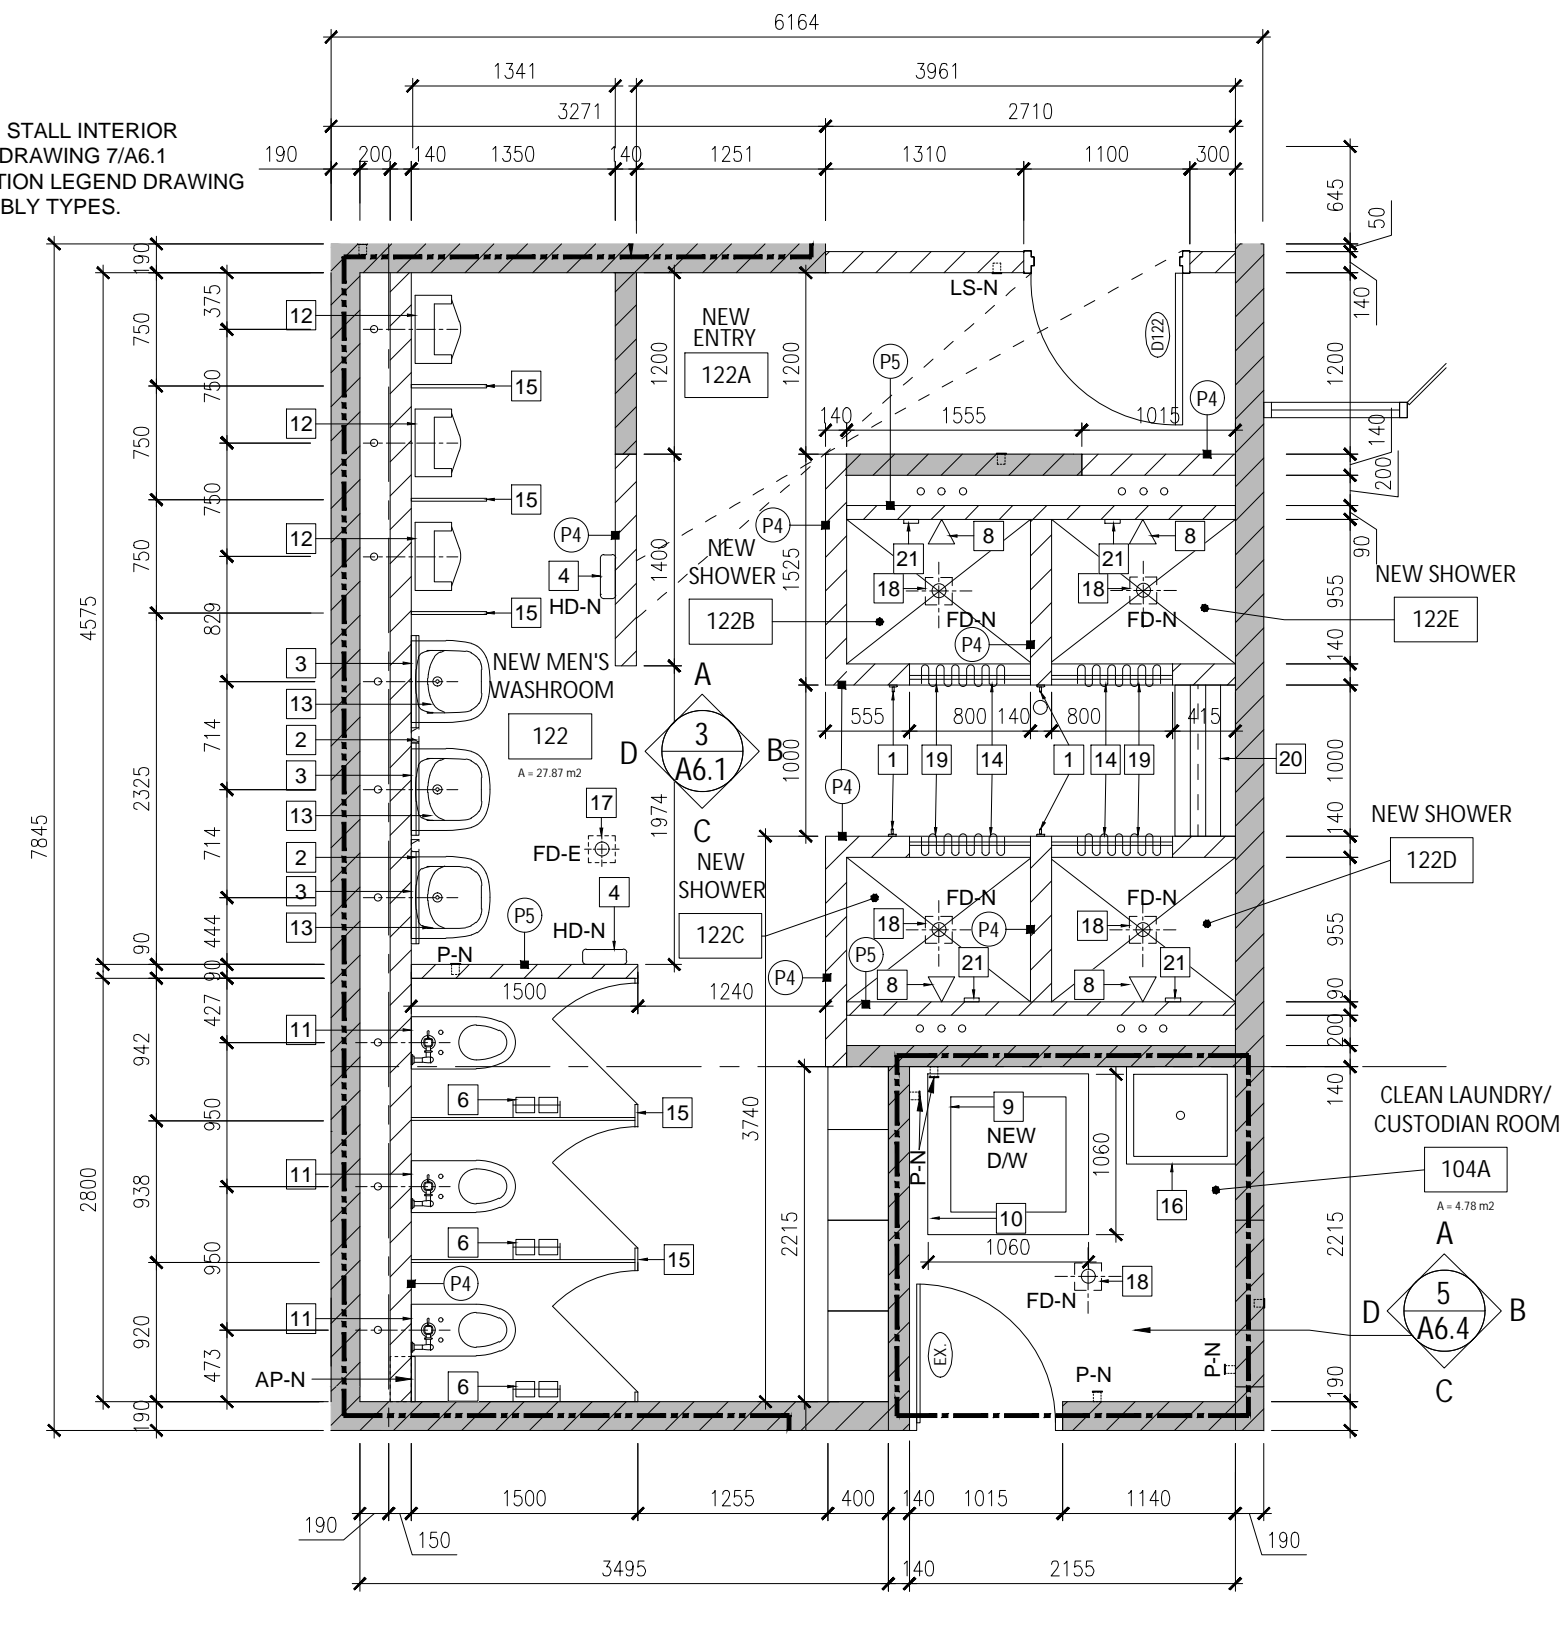 6164
1341
3961
3271
2710
STALL INTERIOR
DRAWING 7/A6.1
TION LEGEND DRAWING
BLY TYPES.
190
200
140
1350
140
1251
1310
1100
300
645
50
140
1200
140
200
90
955
140
1000
140
955
90
200
140
2215
190
7845
4575
2800
190
750
750
750
2325
90
942
938
920
190
375
750
750
750
750
829
714
714
444
90
427
950
950
473
12
12
12
15
15
15
3
13
2
3
13
2
3
13
11
11
11
6
6
6
15
15
NEW
ENTRY
122A
1200
1200
LS-N
D122
P5
P4
140
1555
1015
P4
P4
4
HD-N
1400
1525
NEW
SHOWER
122B
8
21
18
FD-N
P4
8
21
18
FD-N
NEW SHOWER
122E
NEW MEN'S
WASHROOM
122
A = 27.87 m2
A
3
A6.1
D
B
C
555
800
140
800
415
1000
1
19
14
1
14
19
20
P4
17
FD-E
1974
NEW
SHOWER
122C
NEW SHOWER
122D
FD-N
18
P4
FD-N
18
P5
21
8
8
21
P4
4
HD-N
P5
P-N
1500
1240
3740
2215
9
NEW
D/W
1060
10
1060
P-N
16
18
FD-N
CLEAN LAUNDRY/
CUSTODIAN ROOM
104A
A = 4.78 m2
A
5
A6.4
D
B
C
P4
AP-N
EX.
P-N
P-N
1500
1255
400
140
1015
1140
190
150
190
3495
140
2155